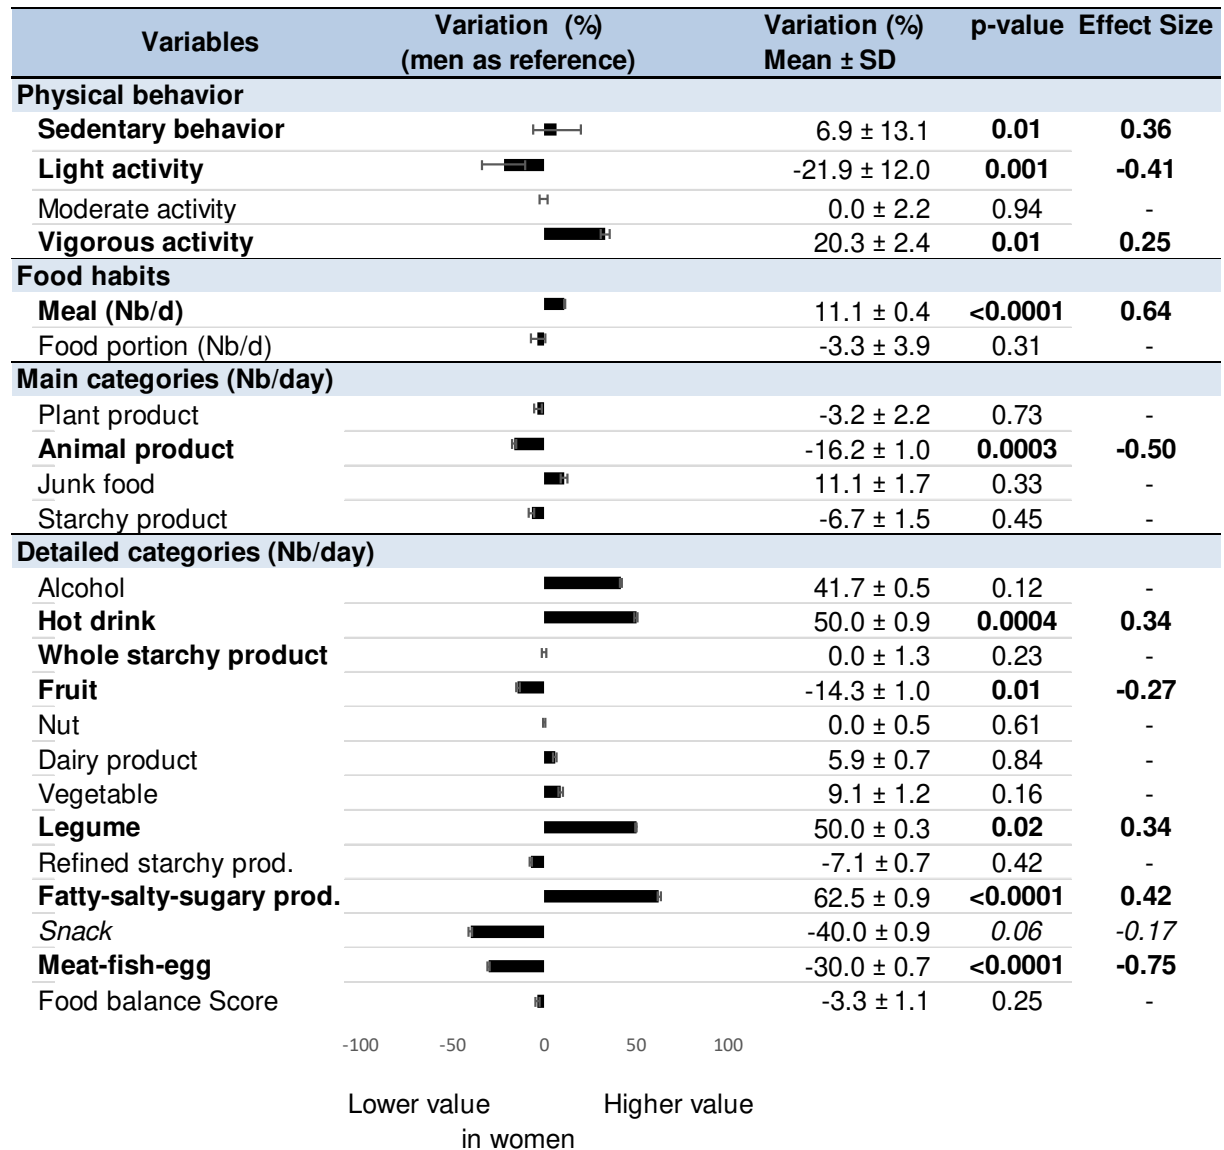 Variables Variation (%) Variation (%) p-value Effect Size
(men as reference) Mean ± SD
Physical behavior
Sedentary behavior 6.9 ± 13.1 0.01 0.36
Light activity -21.9 ± 12.0 0.001 -0.41
Moderate activity 0.0 ± 2.2 0.94 -
Vigorous activity 20.3 ± 2.4 0.01 0.25
Food habits
Meal (Nb/d) 11.1 ± 0.4 <0.0001 0.64
Food portion (Nb/d) -3.3 ± 3.9 0.31 -
Main categories (Nb/day)
Plant product -3.2 ± 2.2 0.73 -
Animal product -16.2 ± 1.0 0.0003 -0.50
Junk food 11.1 ± 1.7 0.33 -
Starchy product -6.7 ± 1.5 0.45 -
Detailed categories (Nb/day)
Alcohol 41.7 ± 0.5 0.12 -
Hot drink 50.0 ± 0.9 0.0004 0.34
Whole starchy product 0.0 ± 1.3 0.23 -
Fruit -14.3 ± 1.0 0.01 -0.27
Nut 0.0 ± 0.5 0.61 -
Dairy product 5.9 ± 0.7 0.84 -
Vegetable 9.1 ± 1.2 0.16 -
Legume 50.0 ± 0.3 0.02 0.34
Refined starchy prod. -7.1 ± 0.7 0.42 -
Fatty-salty-sugary prod. 62.5 ± 0.9 <0.0001 0.42
Snack -40.0 ± 0.9 0.06 -0.17
Meat-fish-egg -30.0 ± 0.7 <0.0001 -0.75
Food balance Score -3.3 ± 1.1 0.25 -
-100 -50 0 50 100
Lower value Higher value
in women